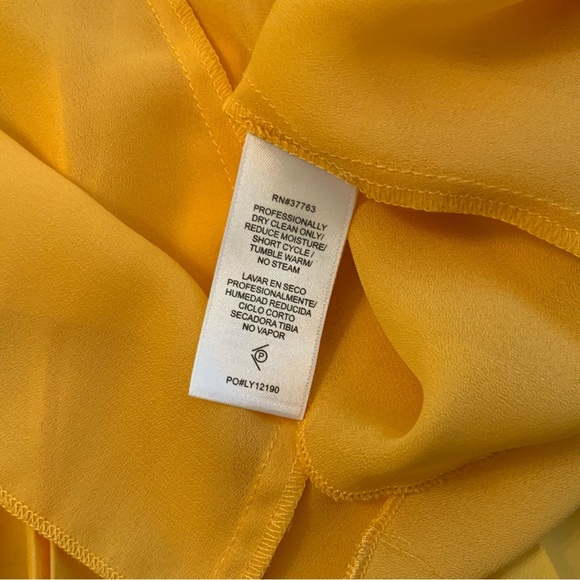 RN#37763
PROFESSIONALLY
DRY CLEAN ONLY/
REDUCE MOISTURE/
SHORT CYCLE /
TUMBLE WARM/
NO STEAM
LAVAR EN SECO
PROFESIONALMENTE/
HUMEDAD REDUCIDA
CICLO CORTO
SECADORA TIBIA
NO VAPOR
P
PO#LY12190